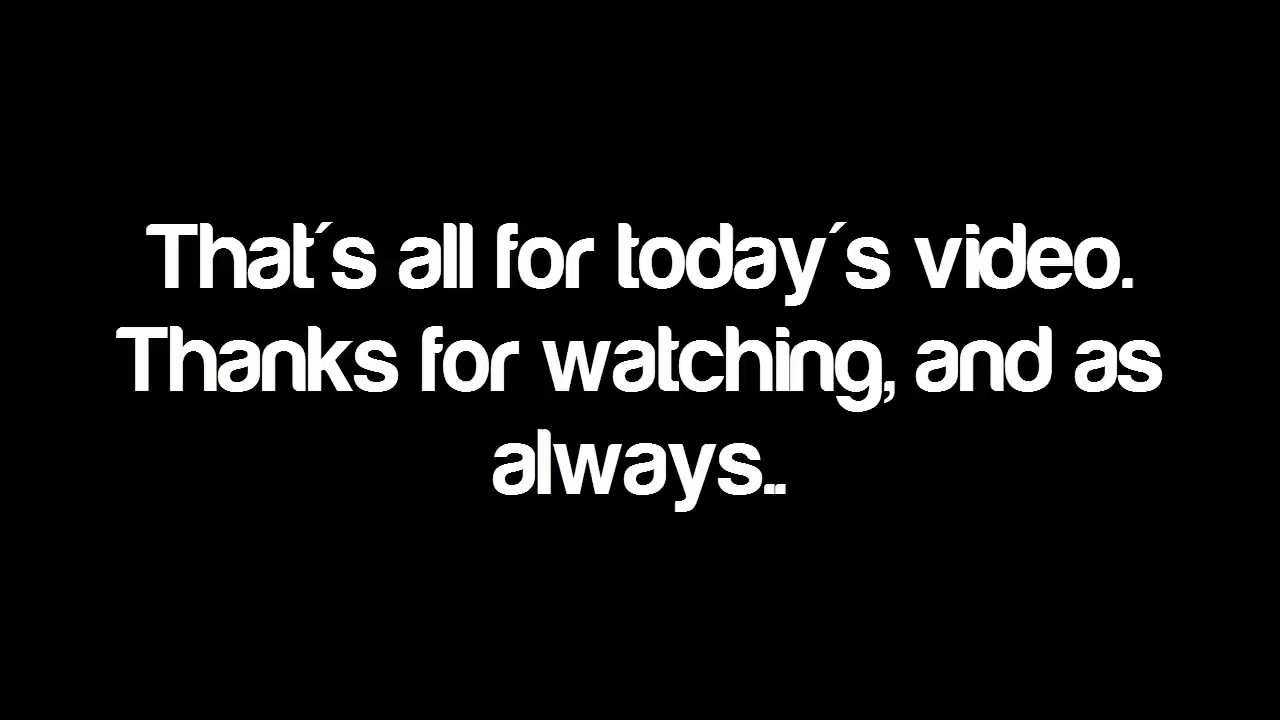 That´s all for today´s video.
Thanks for watching, and as
always..